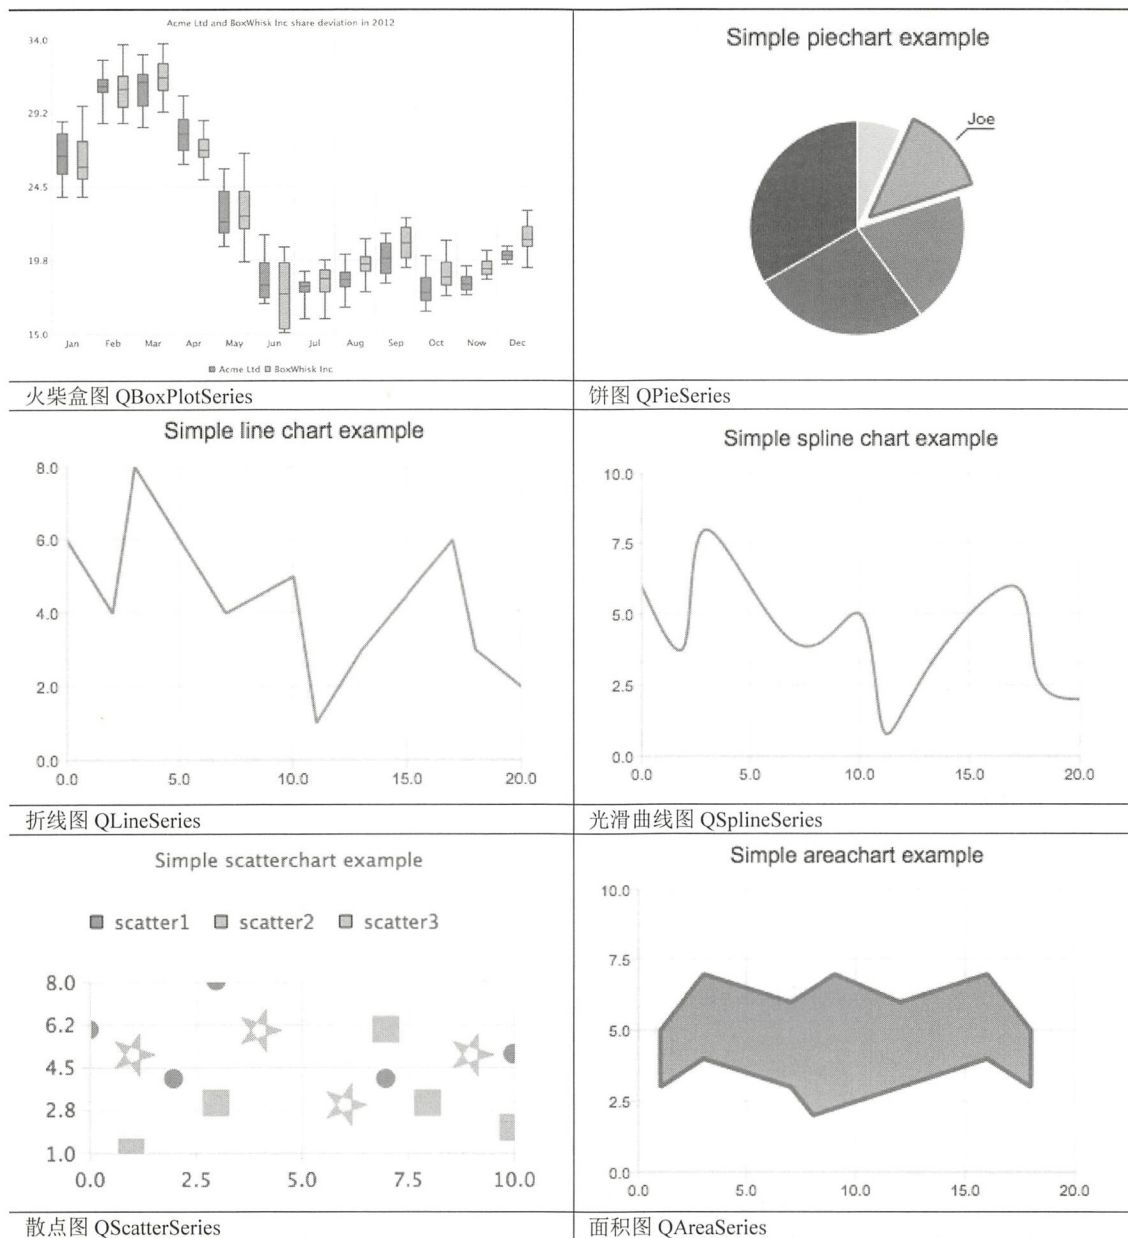 Acme Ltd and BoxWhisk Inc share deviation in 2012
34.0
29.2
24.5
19.8
15.0
Jan Feb Mar Apr May Jun Jul Aug Sep Oct Now Dec
Acme Ltd BoxWhisk Inc
火柴盒图 QBoxPlotSeries
Simple piechart example
Joe
饼图 QPieSeries
Simple line chart example
8.0
6.0
4.0
2.0
0.0
0.0 5.0 10.0 15.0 20.0
折线图 QLineSeries
Simple spline chart example
10.0
7.5
5.0
2.5
0.0
0.0 5.0 10.0 15.0 20.0
光滑曲线图 QSplineSeries
Simple scatterchart example
scatter1 scatter2 scatter3
8.0
6.2
4.5
2.8
1.0
0.0 2.5 5.0 7.5 10.0
散点图 QScatterSeries
Simple areachart example
10.0
7.5
5.0
2.5
0.0
0.0 5.0 10.0 15.0 20.0
面积图 QAreaSeries